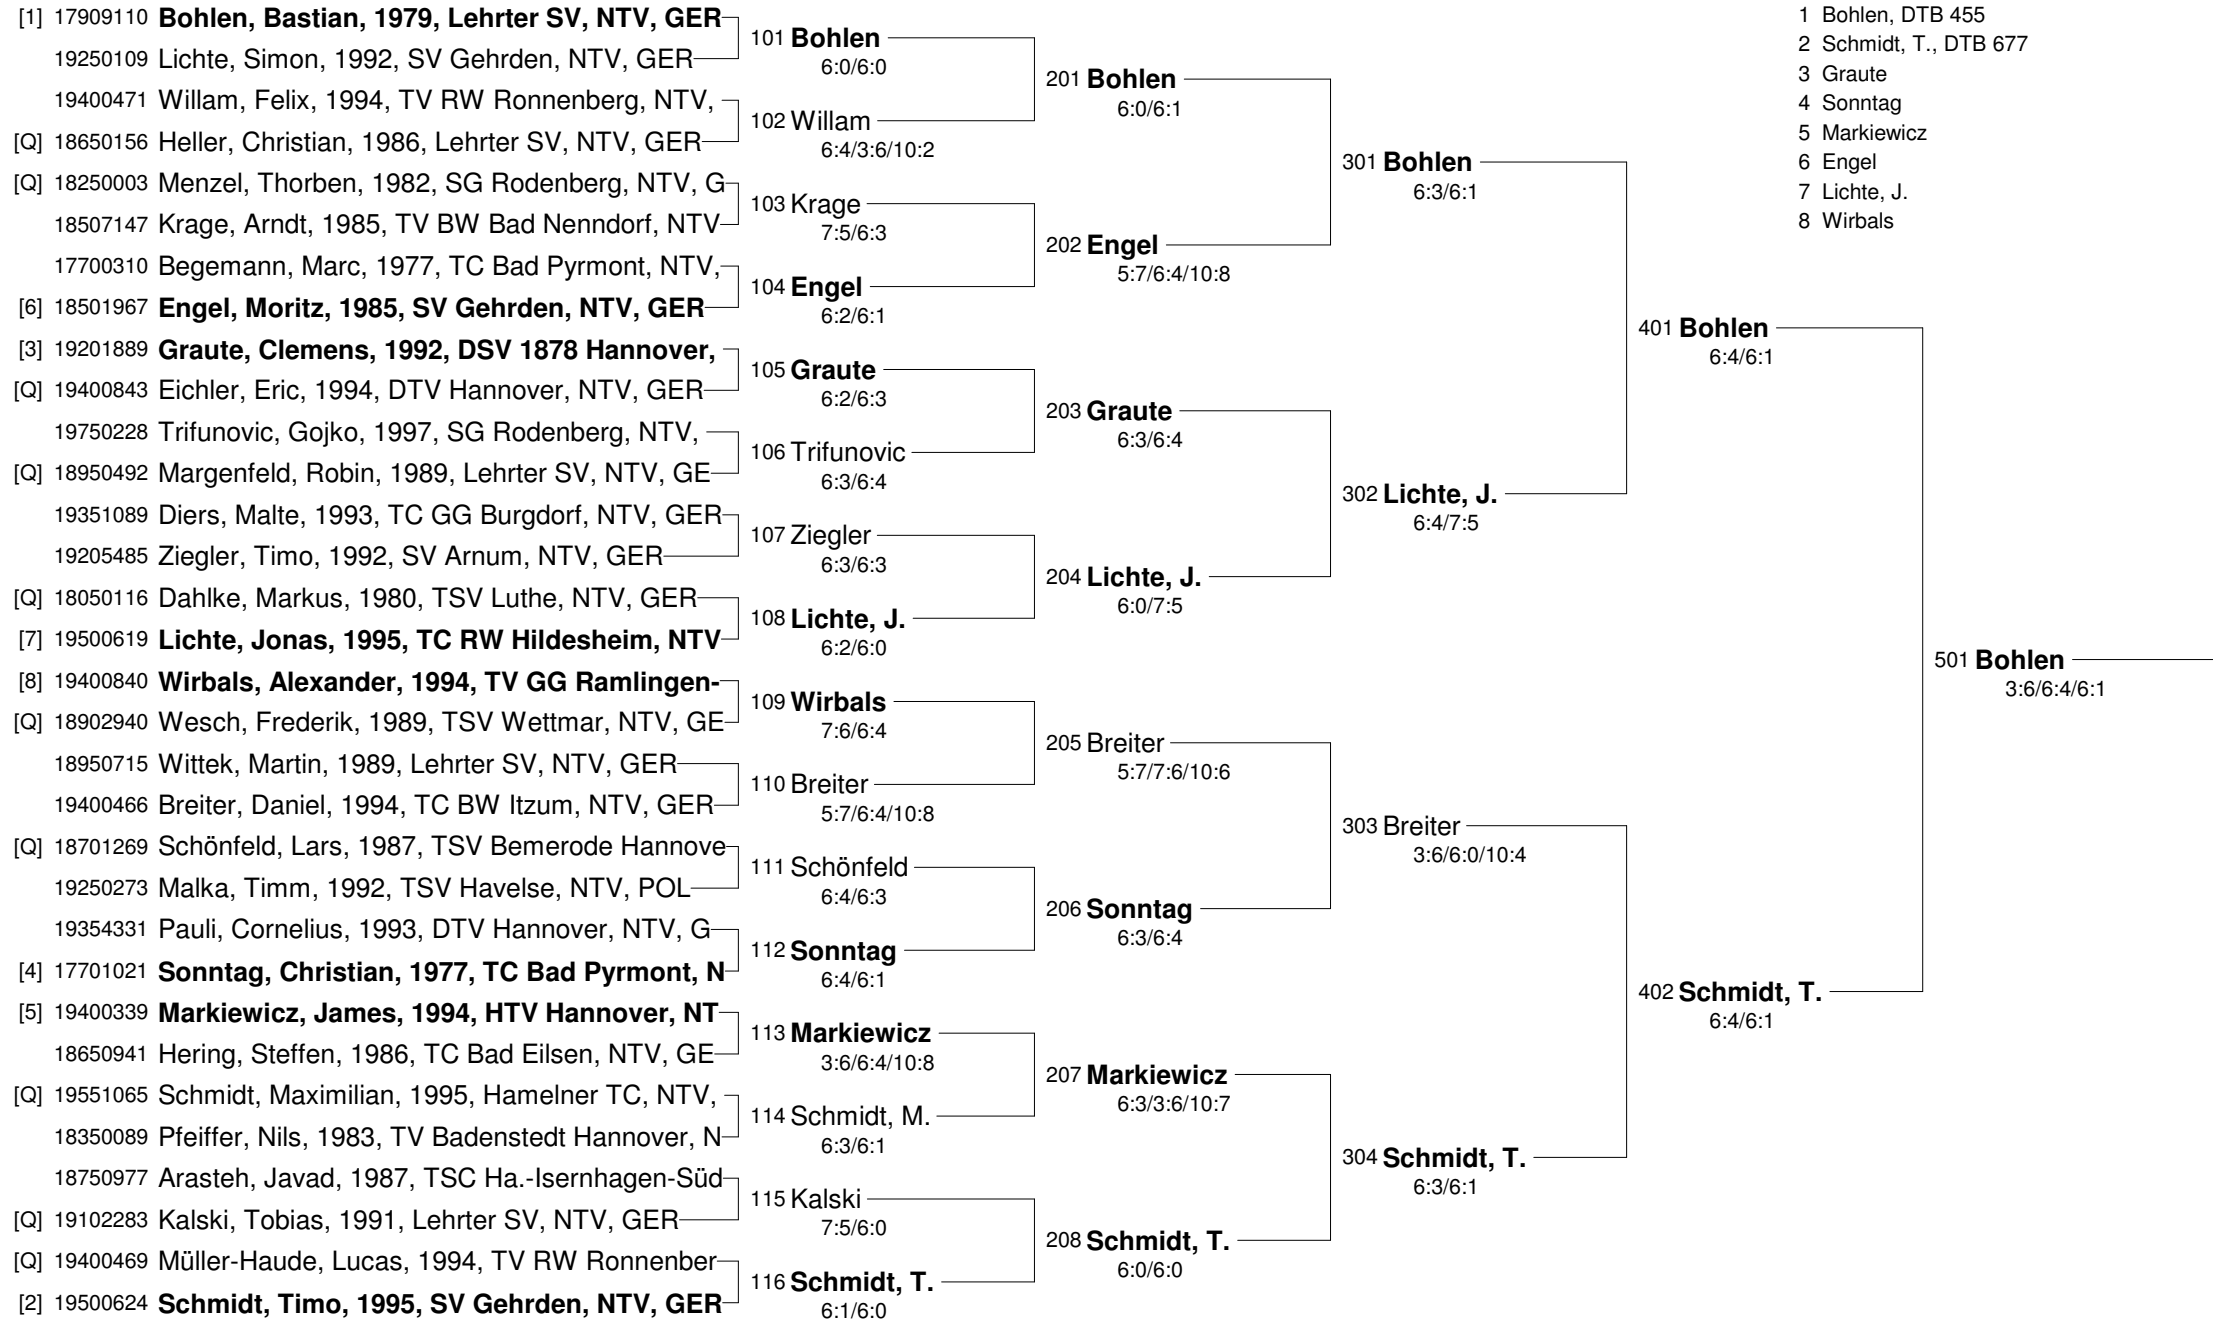 [1] 17909110 Bohlen, Bastian, 1979, Lehrter SV, NTV, GER
19250109 Lichte, Simon, 1992, SV Gehrden, NTV, GER
19400471 Willam, Felix, 1994, TV RW Ronnenberg, NTV,
[Q] 18650156 Heller, Christian, 1986, Lehrter SV, NTV, GER
[Q] 18250003 Menzel, Thorben, 1982, SG Rodenberg, NTV, G
18507147 Krage, Arndt, 1985, TV BW Bad Nenndorf, NTV
17700310 Begemann, Marc, 1977, TC Bad Pyrmont, NTV,
[6] 18501967 Engel, Moritz, 1985, SV Gehrden, NTV, GER
[3] 19201889 Graute, Clemens, 1992, DSV 1878 Hannover,
[Q] 19400843 Eichler, Eric, 1994, DTV Hannover, NTV, GER
19750228 Trifunovic, Gojko, 1997, SG Rodenberg, NTV,
[Q] 18950492 Margenfeld, Robin, 1989, Lehrter SV, NTV, GE
19351089 Diers, Malte, 1993, TC GG Burgdorf, NTV, GER
19205485 Ziegler, Timo, 1992, SV Arnum, NTV, GER
[Q] 18050116 Dahlke, Markus, 1980, TSV Luthe, NTV, GER
[7] 19500619 Lichte, Jonas, 1995, TC RW Hildesheim, NTV
[8] 19400840 Wirbals, Alexander, 1994, TV GG Ramlingen-
[Q] 18902940 Wesch, Frederik, 1989, TSV Wettmar, NTV, GE
18950715 Wittek, Martin, 1989, Lehrter SV, NTV, GER
19400466 Breiter, Daniel, 1994, TC BW Itzum, NTV, GER
[Q] 18701269 Schönfeld, Lars, 1987, TSV Bemerode Hannove
19250273 Malka, Timm, 1992, TSV Havelse, NTV, POL
19354331 Pauli, Cornelius, 1993, DTV Hannover, NTV, G
[4] 17701021 Sonntag, Christian, 1977, TC Bad Pyrmont, N
[5] 19400339 Markiewicz, James, 1994, HTV Hannover, NT
18650941 Hering, Steffen, 1986, TC Bad Eilsen, NTV, GE
[Q] 19551065 Schmidt, Maximilian, 1995, Hamelner TC, NTV,
18350089 Pfeiffer, Nils, 1983, TV Badenstedt Hannover, N
18750977 Arasteh, Javad, 1987, TSC Ha.-Isernhagen-Süd
[Q] 19102283 Kalski, Tobias, 1991, Lehrter SV, NTV, GER
[Q] 19400469 Müller-Haude, Lucas, 1994, TV RW Ronnenber
[2] 19500624 Schmidt, Timo, 1995, SV Gehrden, NTV, GER
101 Bohlen
6:0/6:0
102 Willam
6:4/3:6/10:2
103 Krage
7:5/6:3
104 Engel
6:2/6:1
105 Graute
6:2/6:3
106 Trifunovic
6:3/6:4
107 Ziegler
6:3/6:3
108 Lichte, J.
6:2/6:0
109 Wirbals
7:6/6:4
110 Breiter
5:7/6:4/10:8
111 Schönfeld
6:4/6:3
112 Sonntag
6:4/6:1
113 Markiewicz
3:6/6:4/10:8
114 Schmidt, M.
6:3/6:1
115 Kalski
7:5/6:0
116 Schmidt, T.
6:1/6:0
201 Bohlen
6:0/6:1
202 Engel
5:7/6:4/10:8
203 Graute
6:3/6:4
204 Lichte, J.
6:0/7:5
205 Breiter
5:7/7:6/10:6
206 Sonntag
6:3/6:4
207 Markiewicz
6:3/3:6/10:7
208 Schmidt, T.
6:0/6:0
301 Bohlen
6:3/6:1
302 Lichte, J.
6:4/7:5
303 Breiter
3:6/6:0/10:4
304 Schmidt, T.
6:3/6:1
401 Bohlen
6:4/6:1
402 Schmidt, T.
6:4/6:1
501 Bohlen
3:6/6:4/6:1
1 Bohlen, DTB 455
2 Schmidt, T., DTB 677
3 Graute
4 Sonntag
5 Markiewicz
6 Engel
7 Lichte, J.
8 Wirbals